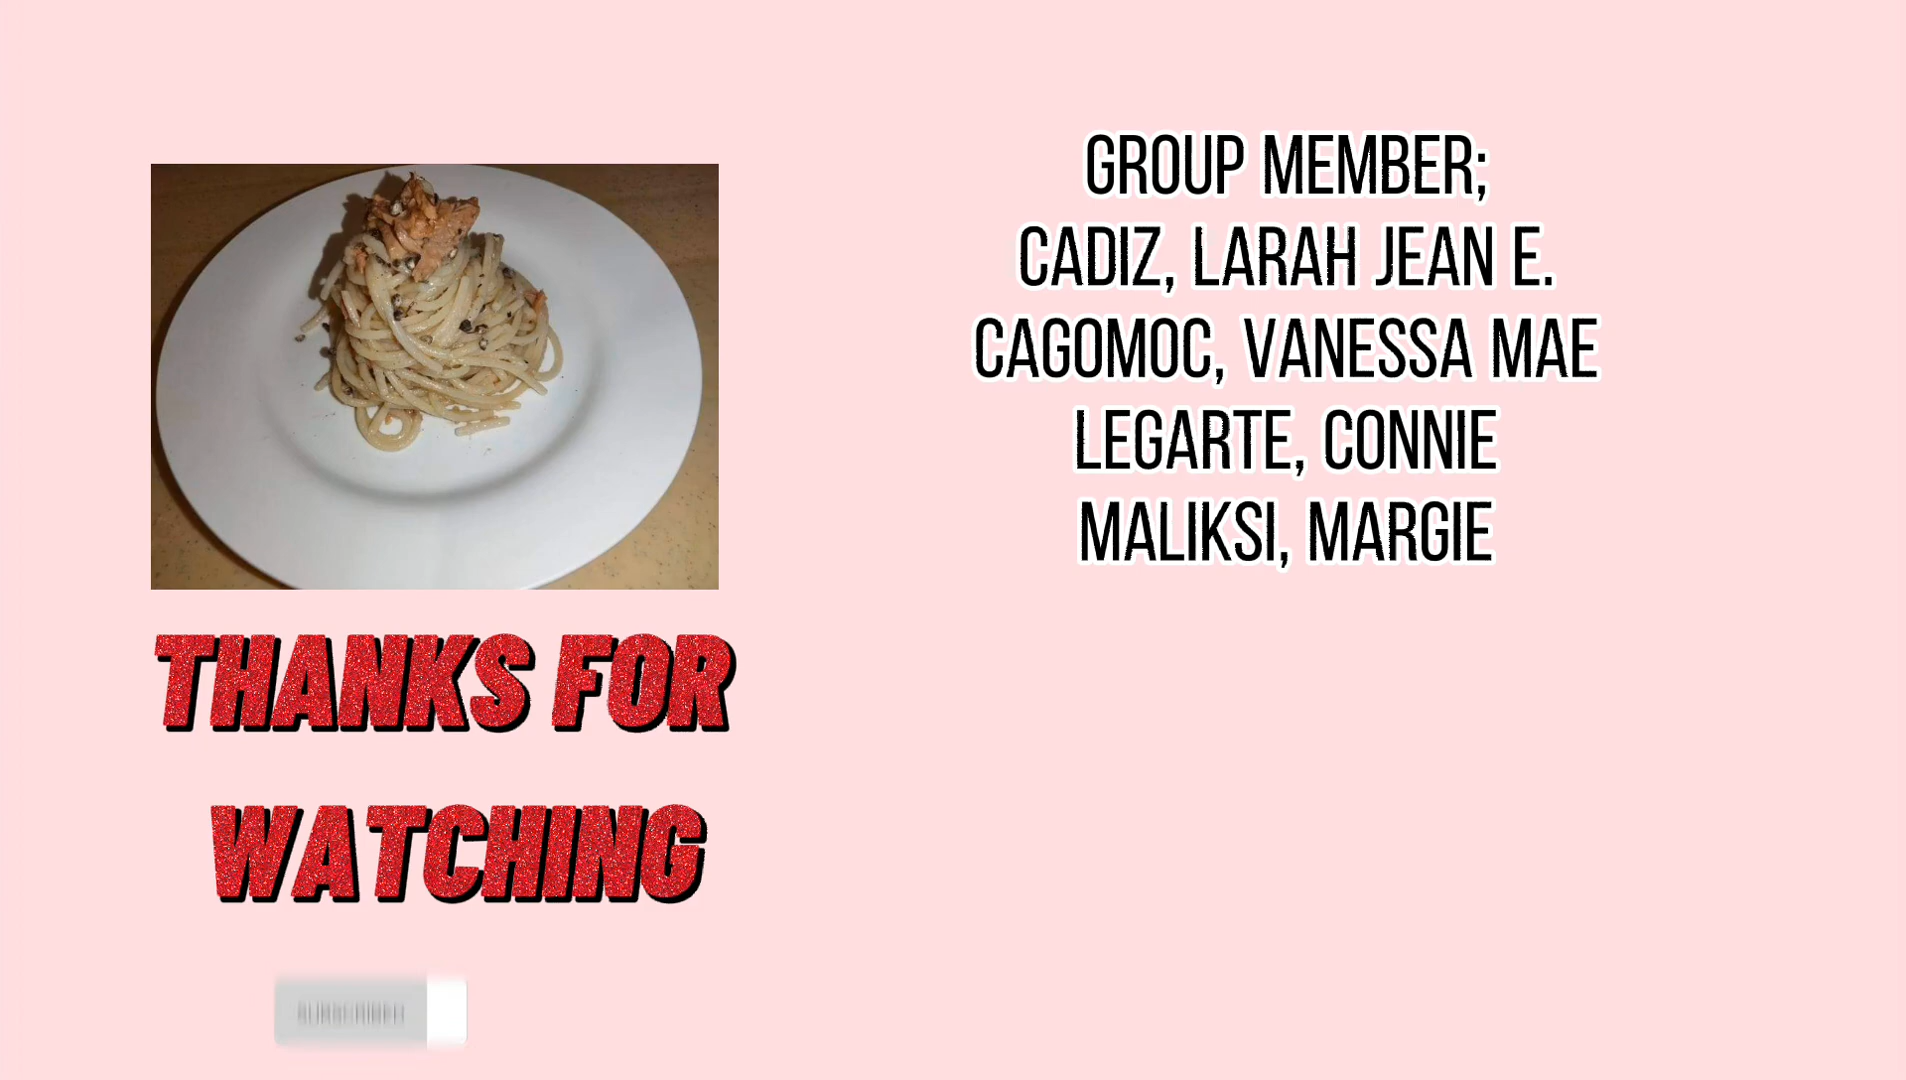 GROUP MEMBER;
CADIZ, LARAH JEAN E.
CAGOMOC, VANESSA MAE
LEGARTE, CONNIE
MALIKSI, MARGIE
THANKS FOR
WATCHING